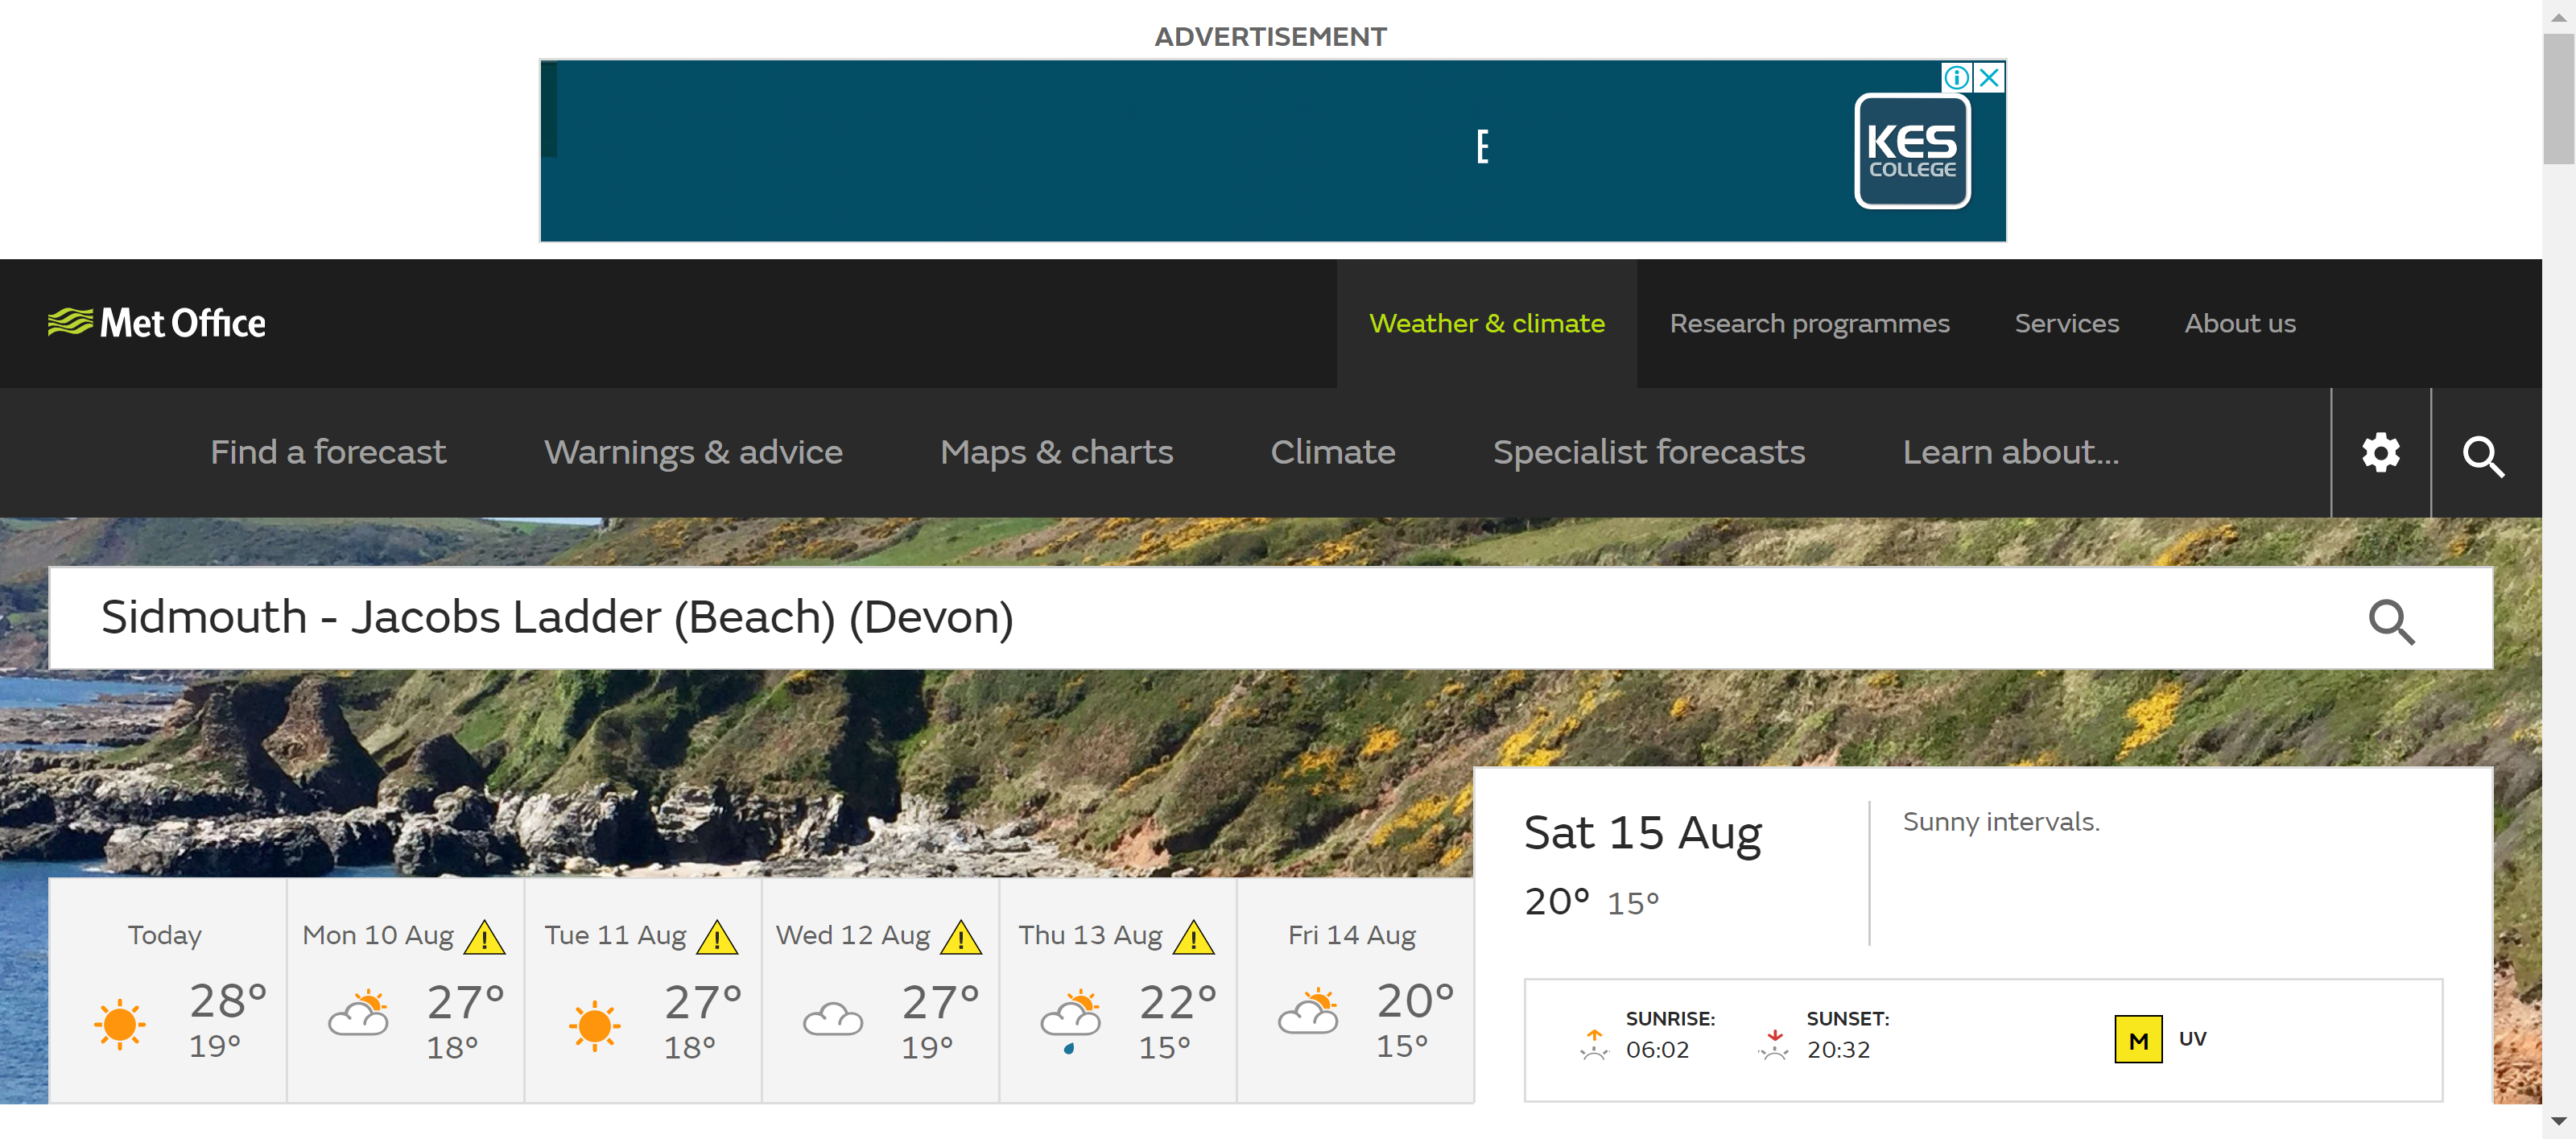 ADVERTISEMENT
E
KES
COLLEGE
Met Office
Weather & climate
Research programmes
Services
About us
Find a forecast
Warnings & advice
Maps & charts
Climate
Specialist forecasts
Learn about...
Sidmouth - Jacobs Ladder (Beach) (Devon)
Today
28°
19°
Mon 10 Aug
27°
18°
Tue 11 Aug
27°
18°
Wed 12 Aug
27°
19°
Thu 13 Aug
22°
15°
Fri 14 Aug
20°
15°
Sat 15 Aug
20° 15°
Sunny intervals.
SUNRISE:
06:02
SUNSET:
20:32
M UV